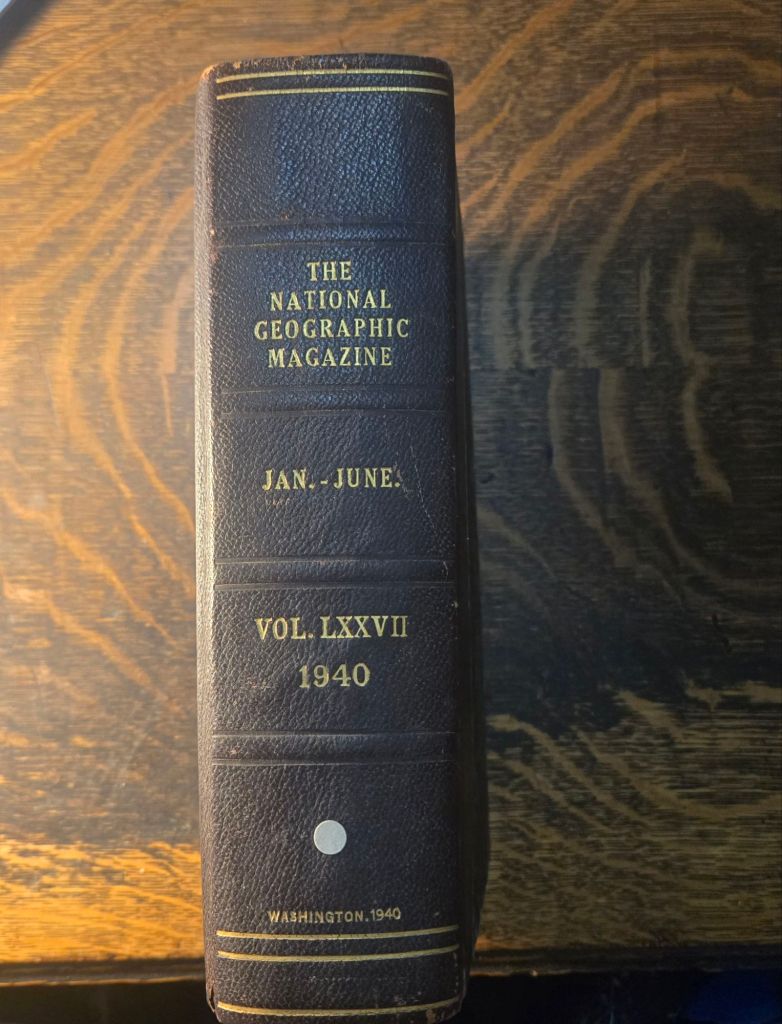 THE
NATIONAL
GEOGRAPHIC
MAGAZINE
JAN.-JUNE.
VOL. LXXVII
1940
WASHINGTON.1940